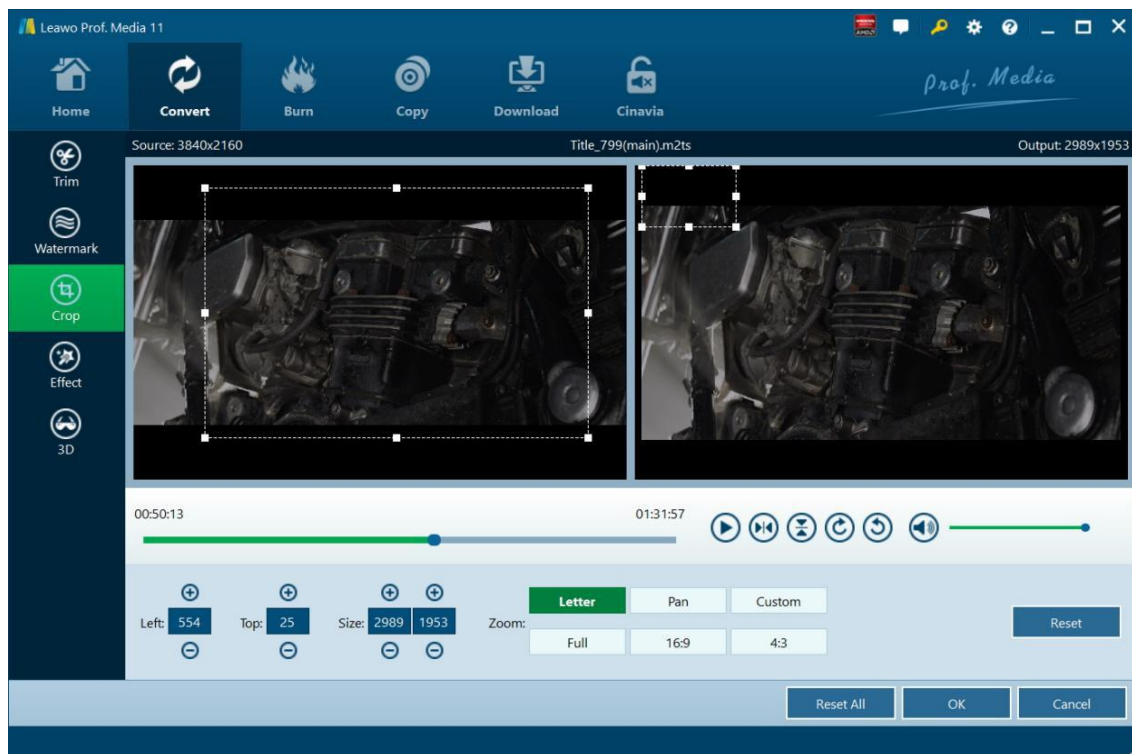 Leawo Prof. Media 11
AMD
Home
Convert
Burn
Copy
Download
Cinavia
Prof. Media
Trim
Watermark
Crop
Effect
3D
Source: 3840x2160
Title_799(main).m2ts
Output: 2989x1953
00:50:13
01:31:57
Left: 554
Top: 25
Size: 2989 1953
Zoom:
Letter
Pan
Custom
Full
16:9
4:3
Reset
Reset All
OK
Cancel